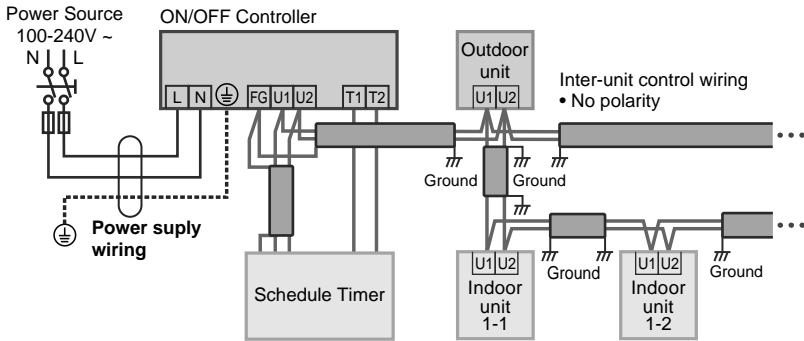 Power Source
100-240V ~
N L
ON/OFF Controller
L N FG U1 U2 T1 T2
Outdoor
unit
U1 U2
Inter-unit control wiring
• No polarity
Ground
Ground
Power suply
wiring
Schedule Timer
U1 U2
Indoor
unit
1-1
Ground
U1 U2
Indoor
unit
1-2
Ground